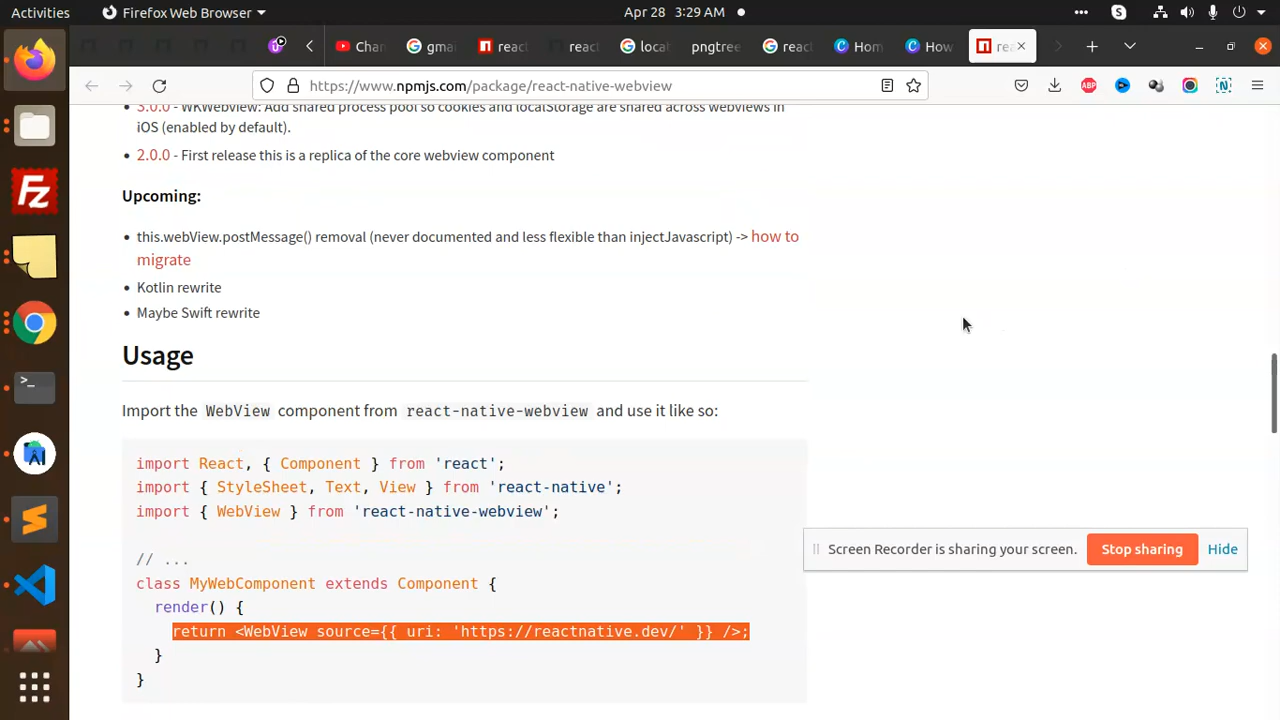 Activities
Firefox Web Browser
Apr 28 3:29 AM
Chan
gma
react
react
locat
pngtree
react
Hom
How
rea
https://www.npmjs.com/package/react-native-webview
3.0.0 - WKWebview: Add shared process pool so cookies and localStorage are shared across webviews in
iOS (enabled by default).
2.0.0 - First release this is a replica of the core webview component
Upcoming:
this.webView.postMessage() removal (never documented and less flexible than injectJavascript) -> how to
migrate
Kotlin rewrite
Maybe Swift rewrite
Usage
Import the WebView component from react-native-webview and use it like so:
import React, { Component } from 'react';
import { StyleSheet, Text, View } from 'react-native';
import { WebView } from 'react-native-webview';
// ...
class MyWebComponent extends Component {
render() {
return <WebView source={{ uri: 'https://reactnative.dev/' }} />;
}
}
Screen Recorder is sharing your screen.
Stop sharing
Hide